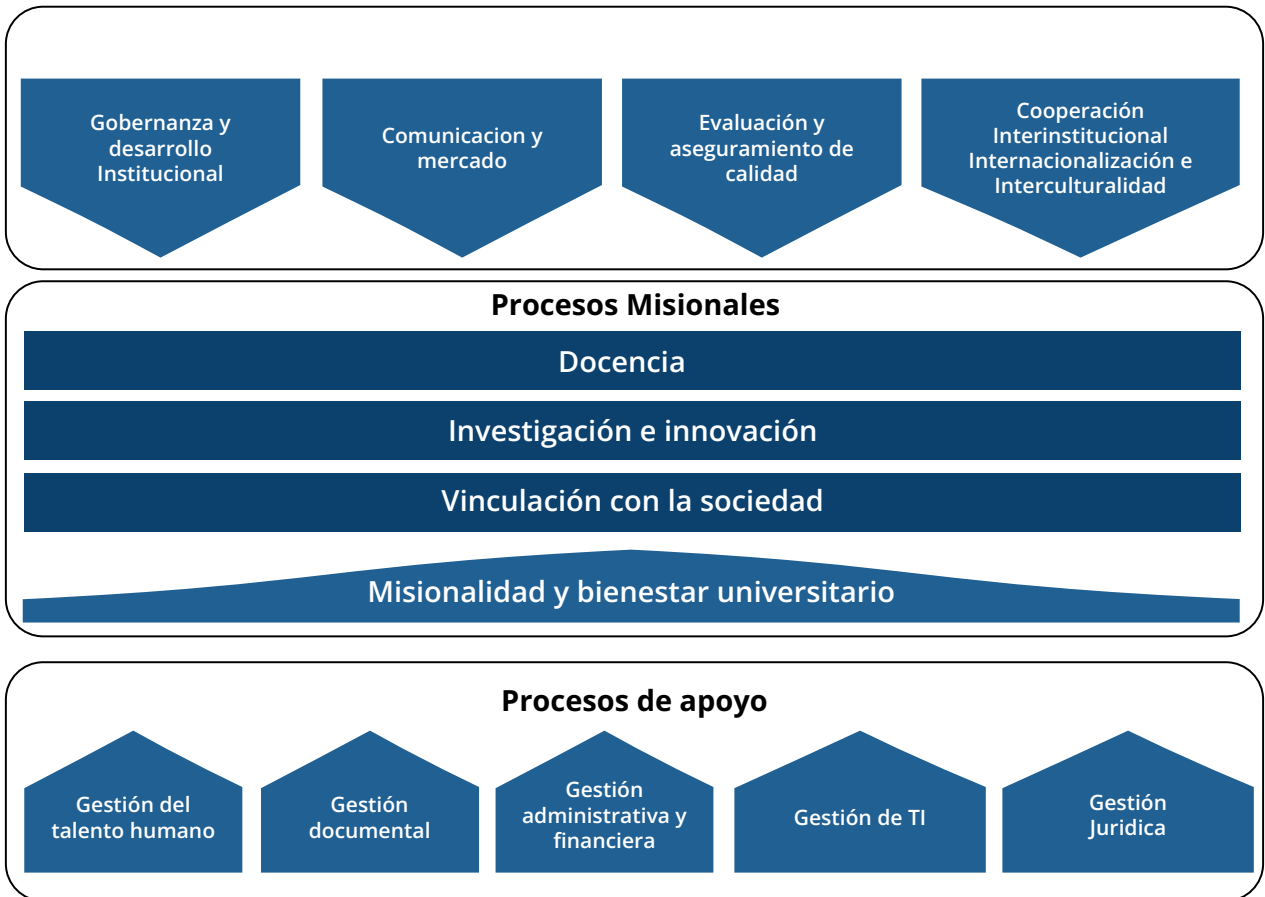 Gobernanza y
desarrollo
Institucional
Comunicacion y
mercado
Evaluación y
aseguramiento de
calidad
Cooperación
Interinstitucional
Internacionalización e
Interculturalidad
Procesos Misionales
Docencia
Investigación e innovación
Vinculación con la sociedad
Misionalidad y bienestar universitario
Procesos de apoyo
Gestión del
talento humano
Gestión
documental
Gestión
administrativa y
financiera
Gestión de TI
Gestión
Juridica